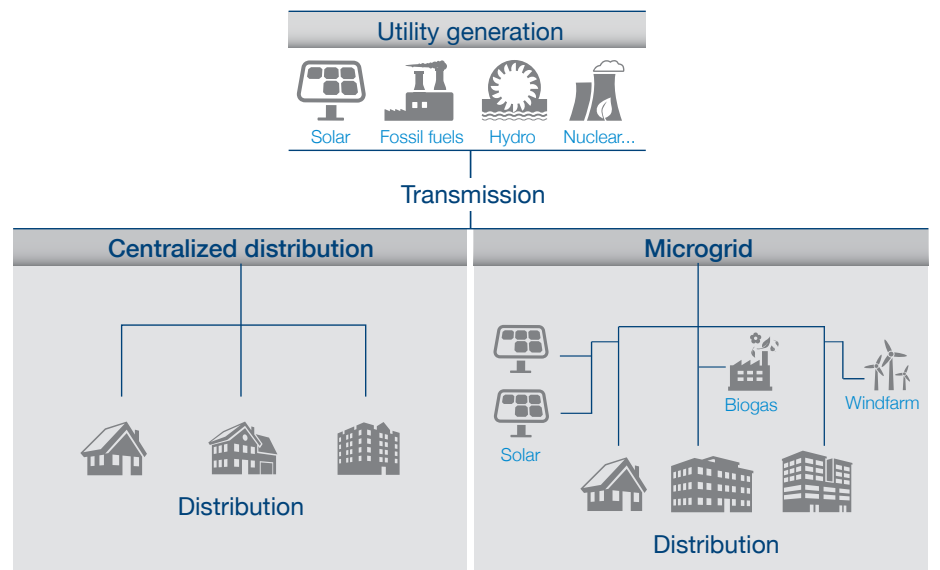 Utility generation
Solar
Fossil fuels
Hydro
Nuclear...
Transmission
Centralized distribution
Distribution
Microgrid
Solar
Biogas
Windfarm
Distribution